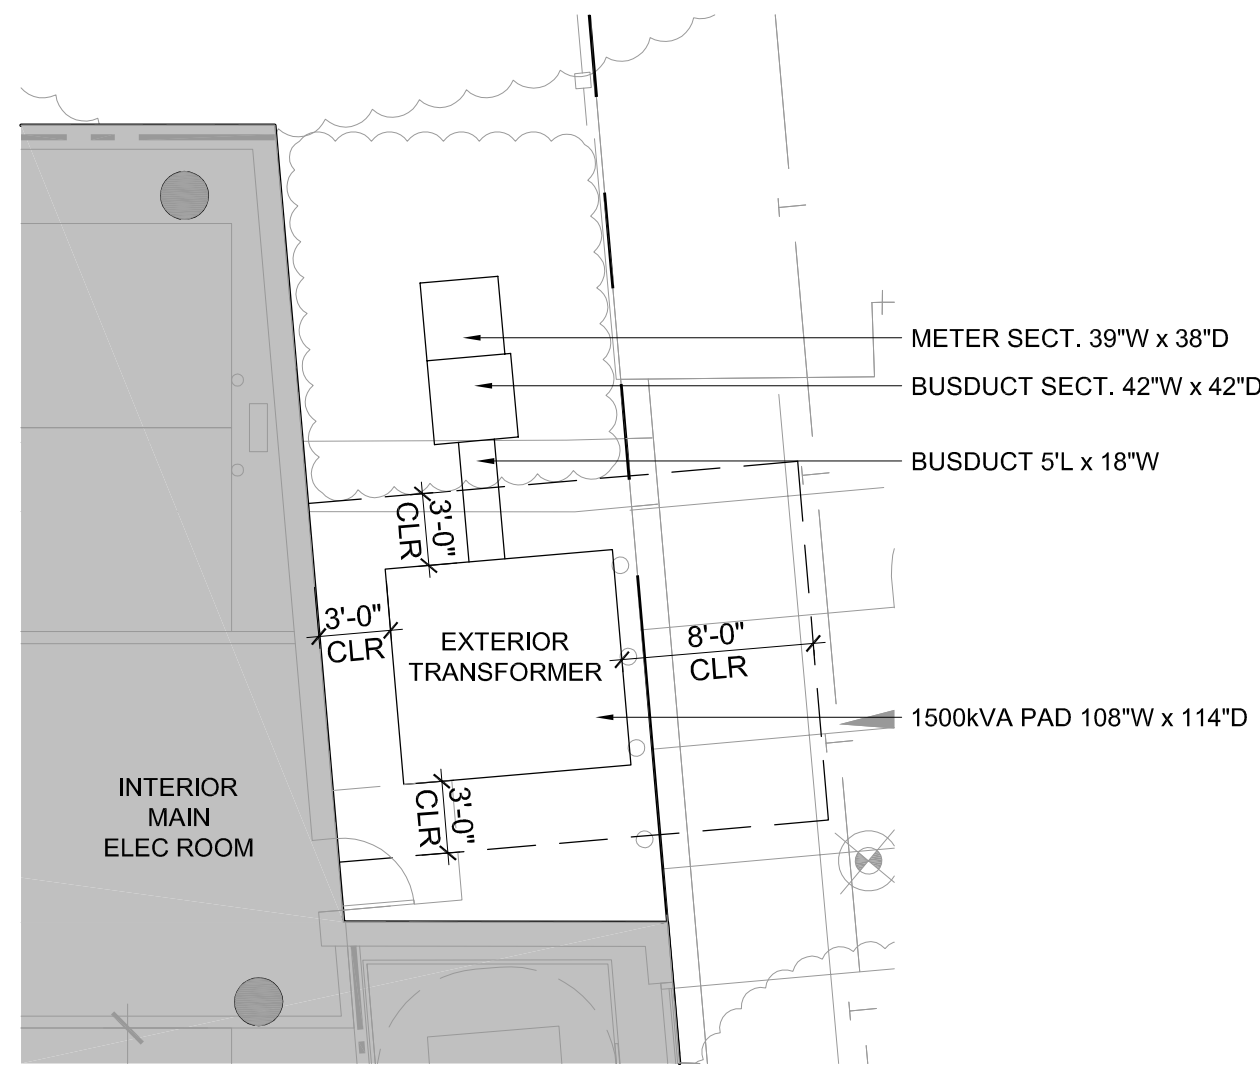 METER SECT. 39"W x 38"D
BUSDUCT SECT. 42"W x 42"D
BUSDUCT 5'L x 18"W
3'-0"
CLR
3'-0"
CLR
EXTERIOR
TRANSFORMER
8'-0"
CLR
1500kVA PAD 108"W x 114"D
3'-0"
CLR
INTERIOR
MAIN
ELEC ROOM